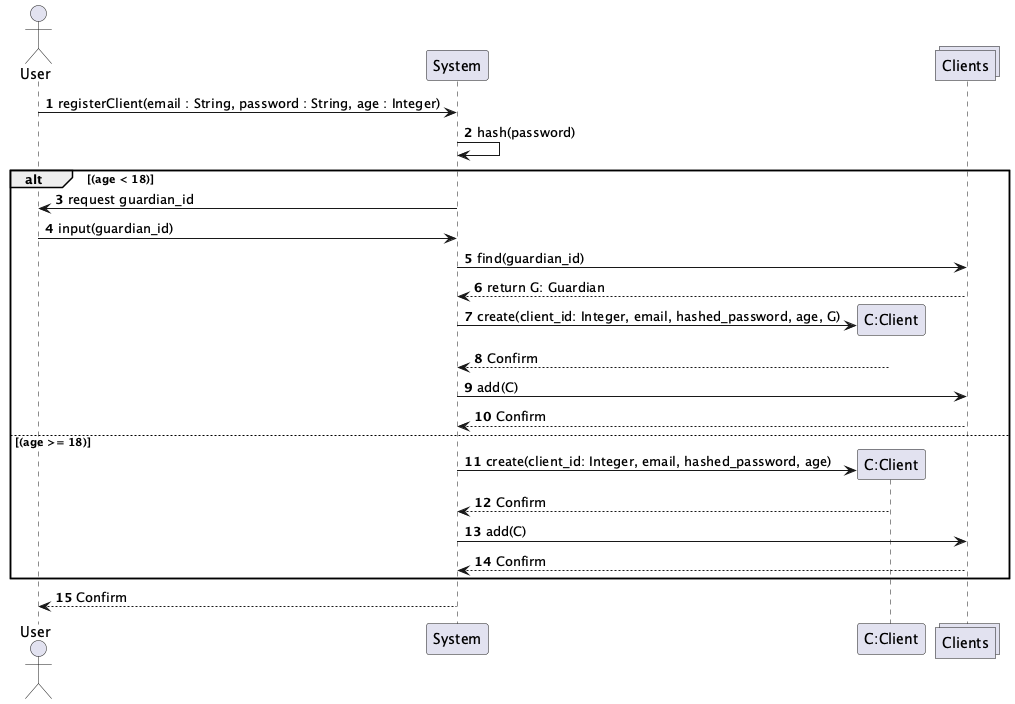 User
System
Clients
1 registerClient(email : String, password : String, age : Integer)
2 hash(password)
alt [(age < 18)]
3 request guardian_id
4 input(guardian_id)
5 find(guardian_id)
6 return G: Guardian
7 create(client_id: Integer, email, hashed_password, age, G)
C:Client
8 Confirm
9 add(C)
10 Confirm
[(age >= 18)]
11 create(client_id: Integer, email, hashed_password, age)
C:Client
12 Confirm
13 add(C)
14 Confirm
15 Confirm
User
System
C:Client
Clients